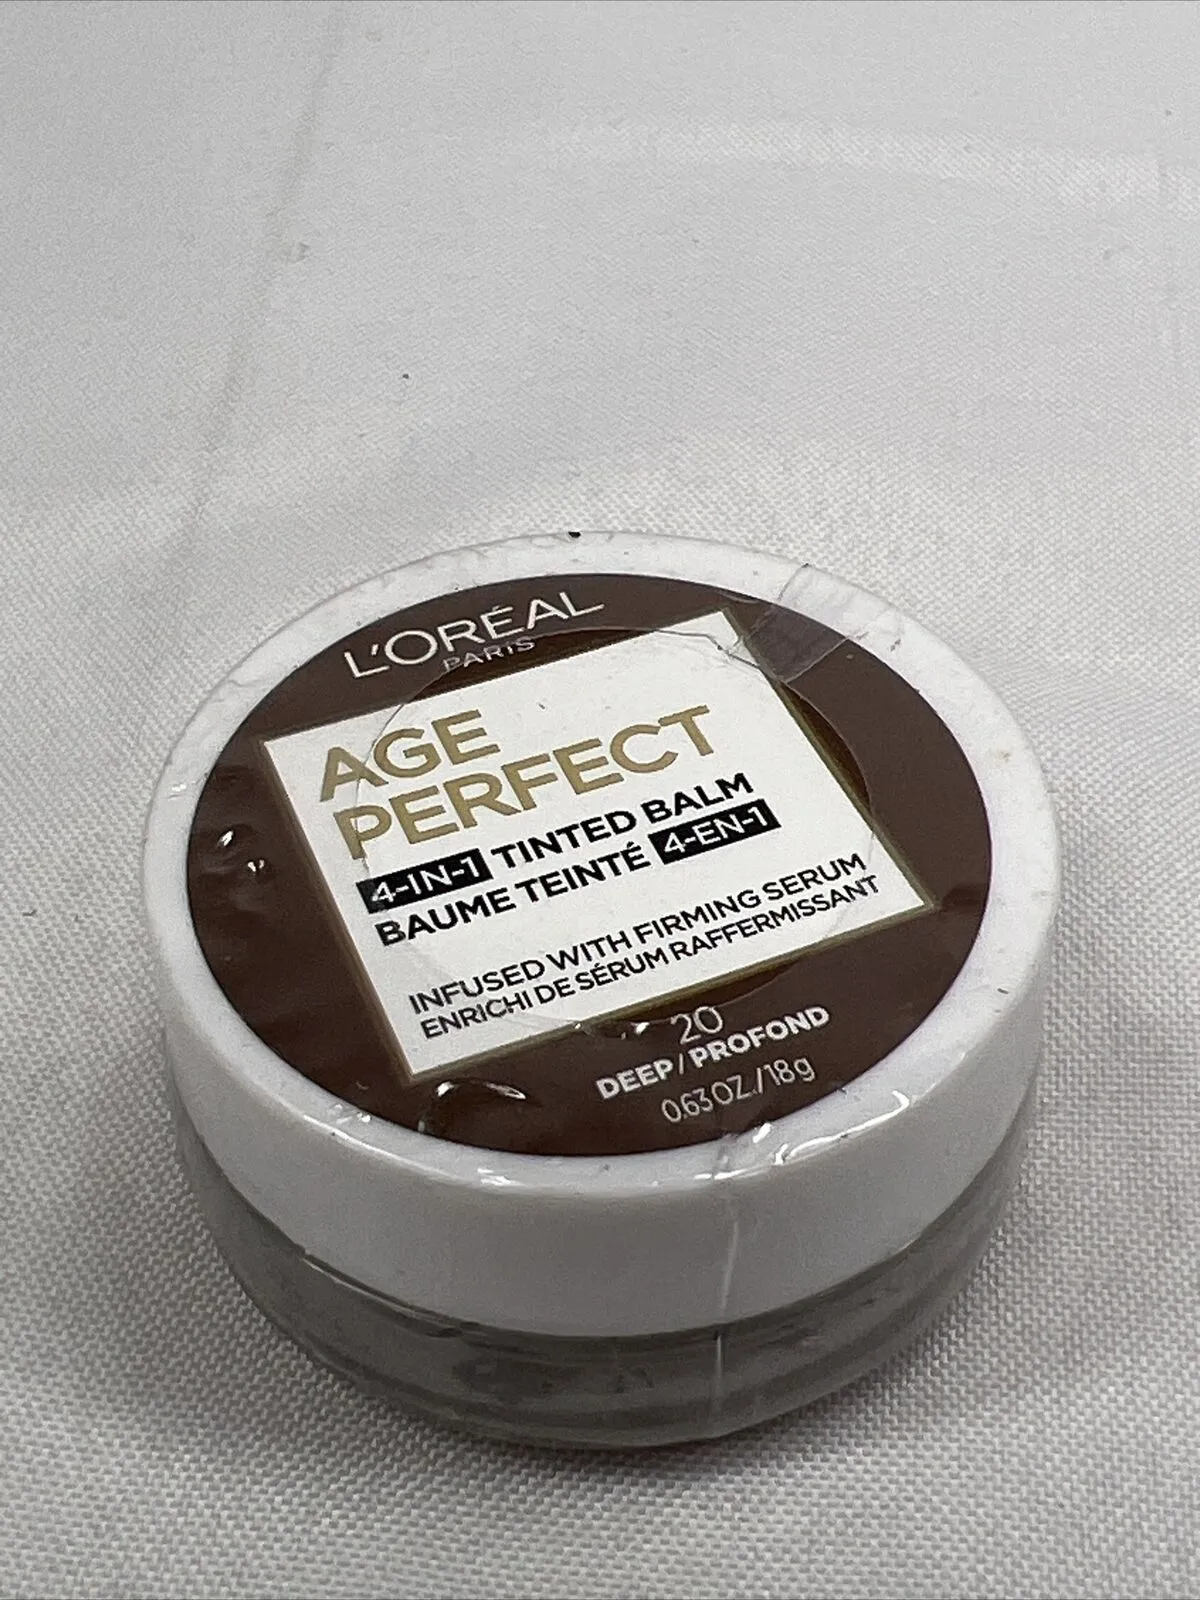 L'ORÉAL
PARIS
AGE
PERFECT
4-IN-1 TINTED BALM
BAUME TEINTÉ 4-EN-1
INFUSED WITH FIRMING SERUM
ENRICHI DE SÉRUM RAFFERMISSANT
20
DEEP/PROFOND
0.63 OZ./18g